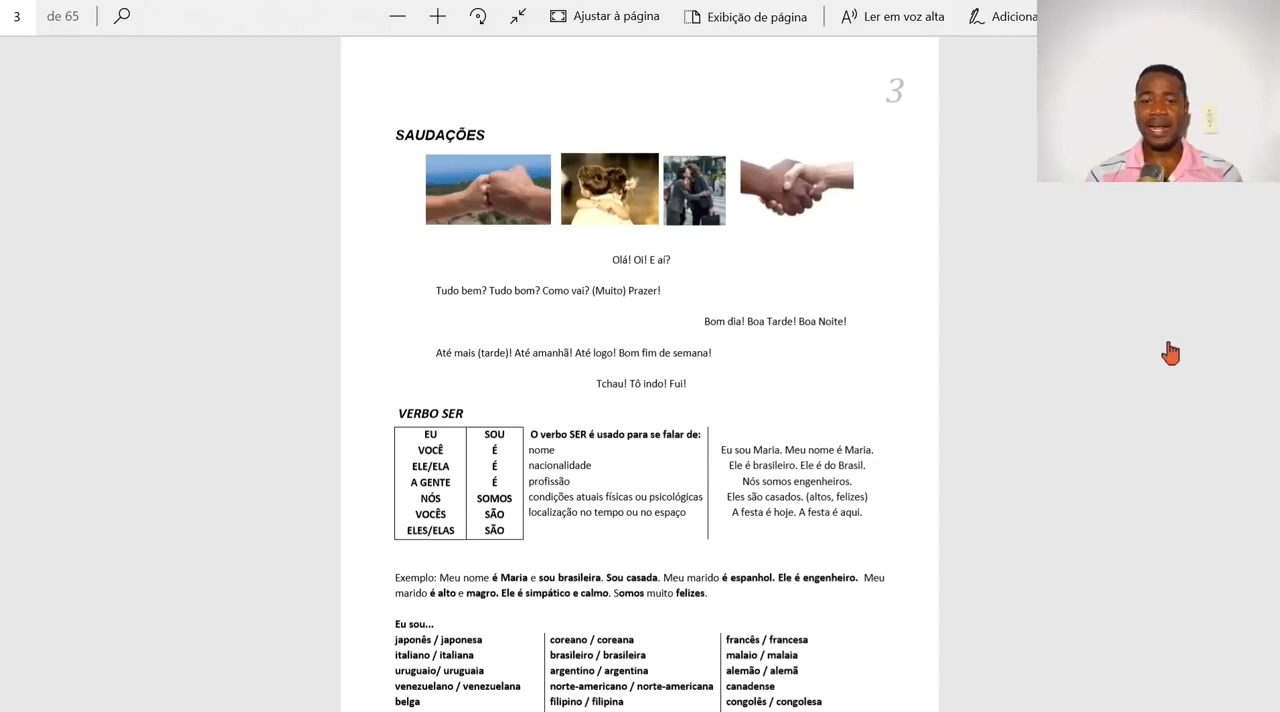 3 de 65 Ajustar à página Exibição de página Ler em voz alta Adiciona
3
SAUDAÇÕES
Olá! Oi! E aí?
Tudo bem? Tudo bom? Como vai? (Muito) Prazer!
Bom dia! Boa Tarde! Boa Noite!
Até mais (tarde)! Até amanhã! Até logo! Bom fim de semana!
Tchau! Tô indo! Fui!
VERBO SER
EU SOU O verbo SER é usado para se falar de:
VOCÊ É nome Eu sou Maria. Meu nome é Maria.
ELE/ELA É nacionalidade Ele é brasileiro. Ele é do Brasil.
A GENTE É profissão Nós somos engenheiros.
NÓS SOMOS condições atuais físicas ou psicológicas Eles são casados. (altos, felizes)
VOCÊS SÃO localização no tempo ou no espaço A festa é hoje. A festa é aqui.
ELES/ELAS SÃO
Exemplo: Meu nome é Maria e sou brasileira. Sou casada. Meu marido é espanhol. Ele é engenheiro. Meu
marido é alto e magro. Ele é simpático e calmo. Somos muito felizes.
Eu sou...
japonês / japonesa coreano / coreana francês / francesa
italiano / italiana brasileiro / brasileira malaio / malaia
uruguaio/ uruguaia argentino / argentina alemão / alemã
venezuelano / venezuelana norte-americano / norte-americana canadense
belga filipino / filipina congolês / congolesa